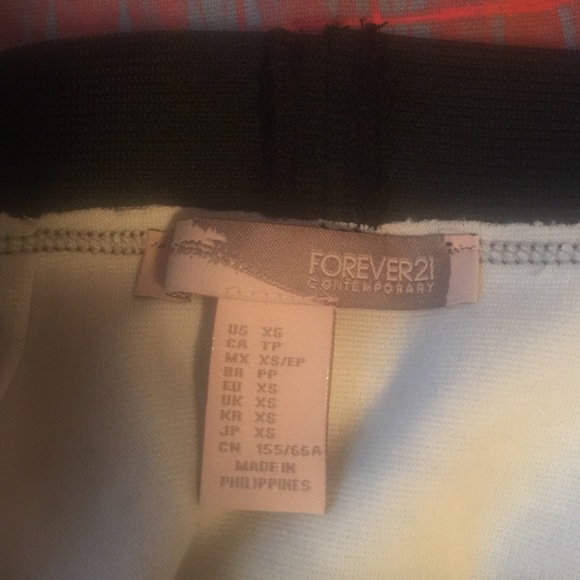 FOREVER21
CONTEMPORARY
US XS
CA TP
MX XS/EP
BR PP
EU XS
UK XS
KR XS
JP XS
CN 155/66A
MADE IN
PHILIPPINES